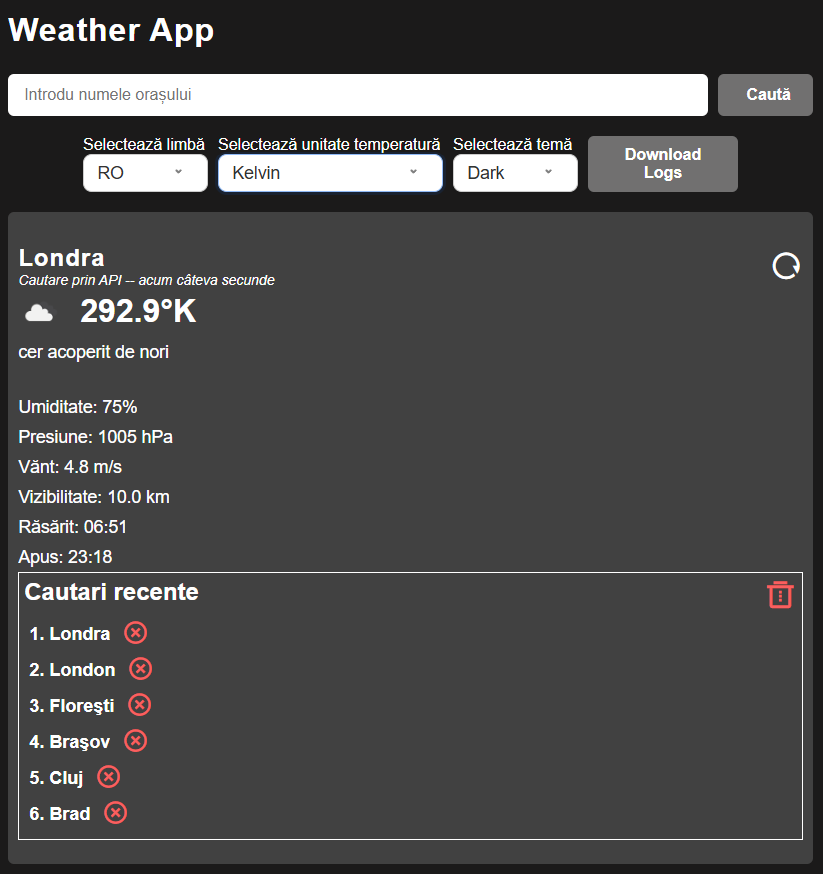 Weather App
Introdu numele orașului
Caută
Selectează limbă
Selectează unitate temperatură
Selectează temă
RO
Kelvin
Dark
Download
Logs
Londra
Cautare prin API -- acum câteva secunde
292.9°K
cer acoperit de nori
Umiditate: 75%
Presiune: 1005 hPa
Vănt: 4.8 m/s
Vizibilitate: 10.0 km
Răsărit: 06:51
Apus: 23:18
Cautari recente
1. Londra
2. London
3. Floreşti
4. Braşov
5. Cluj
6. Brad